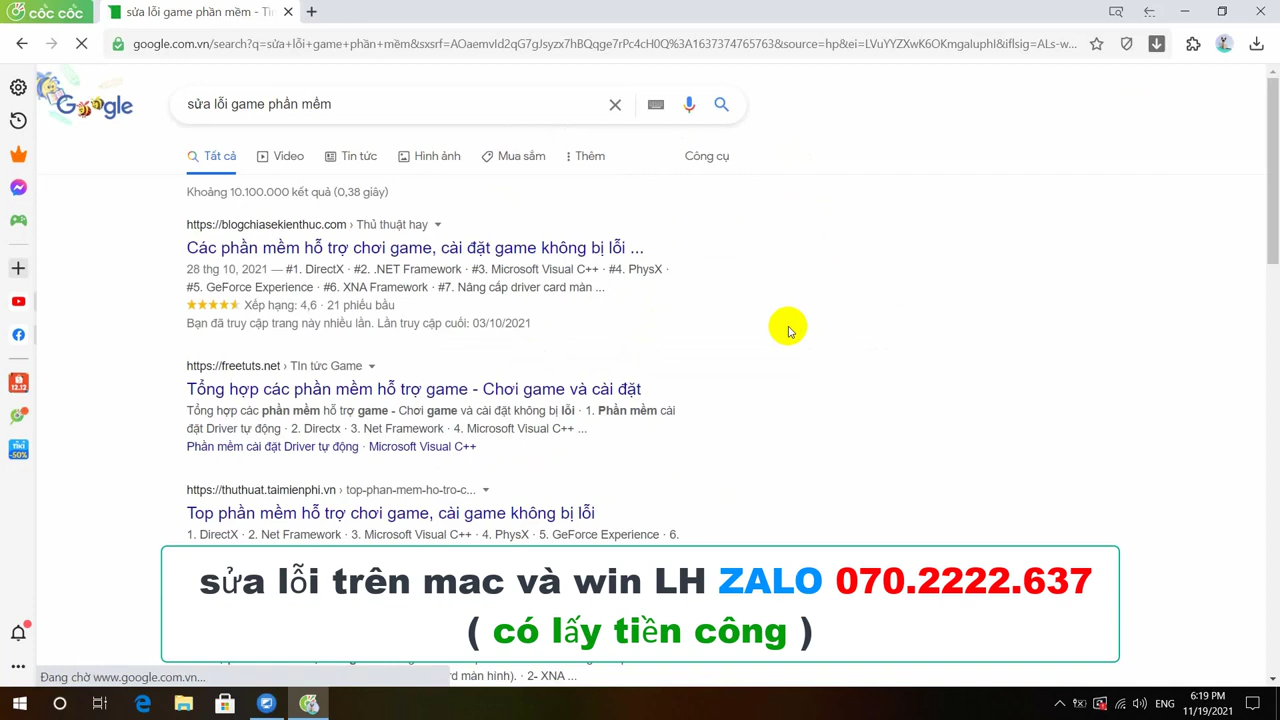 cốc cốc
sửa lỗi game phần mềm - Tìm
google.com.vn/search?q=sửa+lỗi+game+phần+mềm&sxsrf=AOaemvId2qG7gJsyzx7hBQqge7rPc4cH0Q%3A1637374765763&source=hp&ei=LVuYYZXwK6OKmgaluphI&iflsig=ALs-w...
Google
sửa lỗi game phần mềm
Tất cả
Video
Tin tức
Hình ảnh
Mua sắm
Thêm
Công cụ
Khoảng 10.100.000 kết quả (0,38 giây)
https://blogchiasekienthuc.com › Thủ thuật hay
Các phần mềm hỗ trợ chơi game, cài đặt game không bị lỗi ...
28 thg 10, 2021 — #1. DirectX · #2. .NET Framework · #3. Microsoft Visual C++ · #4. PhysX ·
#5. GeForce Experience · #6. XNA Framework · #7. Nâng cấp driver card màn ...
Xếp hạng: 4,6 · 21 phiếu bầu
Bạn đã truy cập trang này nhiều lần. Lần truy cập cuối: 03/10/2021
https://freetuts.net › Tin tức Game
Tổng hợp các phần mềm hỗ trợ game - Chơi game và cài đặt
Tổng hợp các phần mềm hỗ trợ game - Chơi game và cài đặt không bị lỗi · 1. Phần mềm cài
đặt Driver tự động · 2. Directx · 3. Net Framework · 4. Microsoft Visual C++ ...
Phần mềm cài đặt Driver tự động · Microsoft Visual C++
https://thuthuat.taimienphi.vn › top-phan-mem-ho-tro-c...
Top phần mềm hỗ trợ chơi game, cài game không bị lỗi
1. DirectX · 2. Net Framework · 3. Microsoft Visual C++ · 4. PhysX · 5. GeForce Experience · 6.
sửa lỗi trên mac và win LH ZALO 070.2222.637
( có lấy tiền công )
rd màn hình). · 2- XNA ...
12.12
-50%
Đang chờ www.google.com.vn...
ENG
6:19 PM
11/19/2021